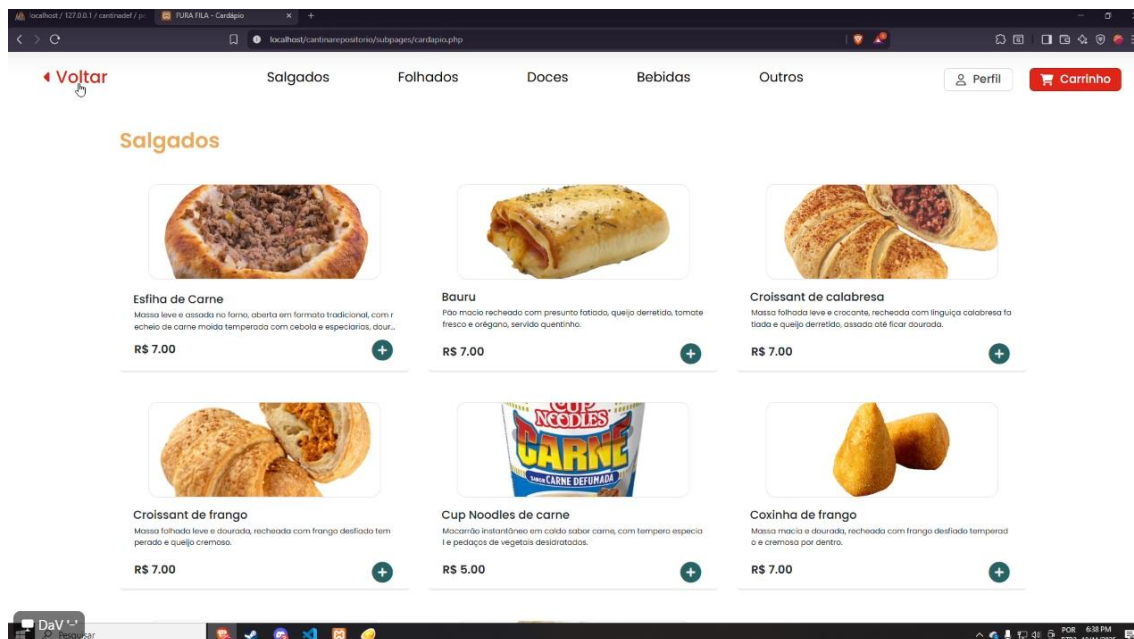 localhost / 127.0.0.1 / cantinadef / p
FURA FILA - Cardápio
localhost/cantinarepositorio/subpages/cardapio.php
Voltar
Salgados
Folhados
Doces
Bebidas
Outros
Perfil
Carrinho
Salgados
Esfiha de Carne
Massa leve e assada no forno, aberta em formato tradicional, com r
echeio de carne moída temperada com cebola e especiarias, dour...
R$ 7.00
Bauru
Pão macio recheado com presunto fatiado, queijo derretido, tomate
fresco e orégano, servido quentinho.
R$ 7.00
Croissant de calabresa
Massa folhada leve e crocante, recheada com linguiça calabresa fa
tiada e queijo derretido, assado até ficar dourada.
R$ 7.00
Croissant de frango
Massa folhada leve e dourada, recheada com frango desfiado tem
perado e queijo cremoso.
R$ 7.00
CUP
NOODLES
CARNE
SABOR CARNE DEFUMADA
Cup Noodles de carne
Macarrão instantâneo em caldo sabor carne, com tempero especia
l e pedaços de vegetais desidratados.
R$ 5.00
Coxinha de frango
Massa macia e dourada, recheada com frango desfiado temperad
o e cremosa por dentro.
R$ 7.00
DaV '-'
Pesquisar
POR
6:38 PM